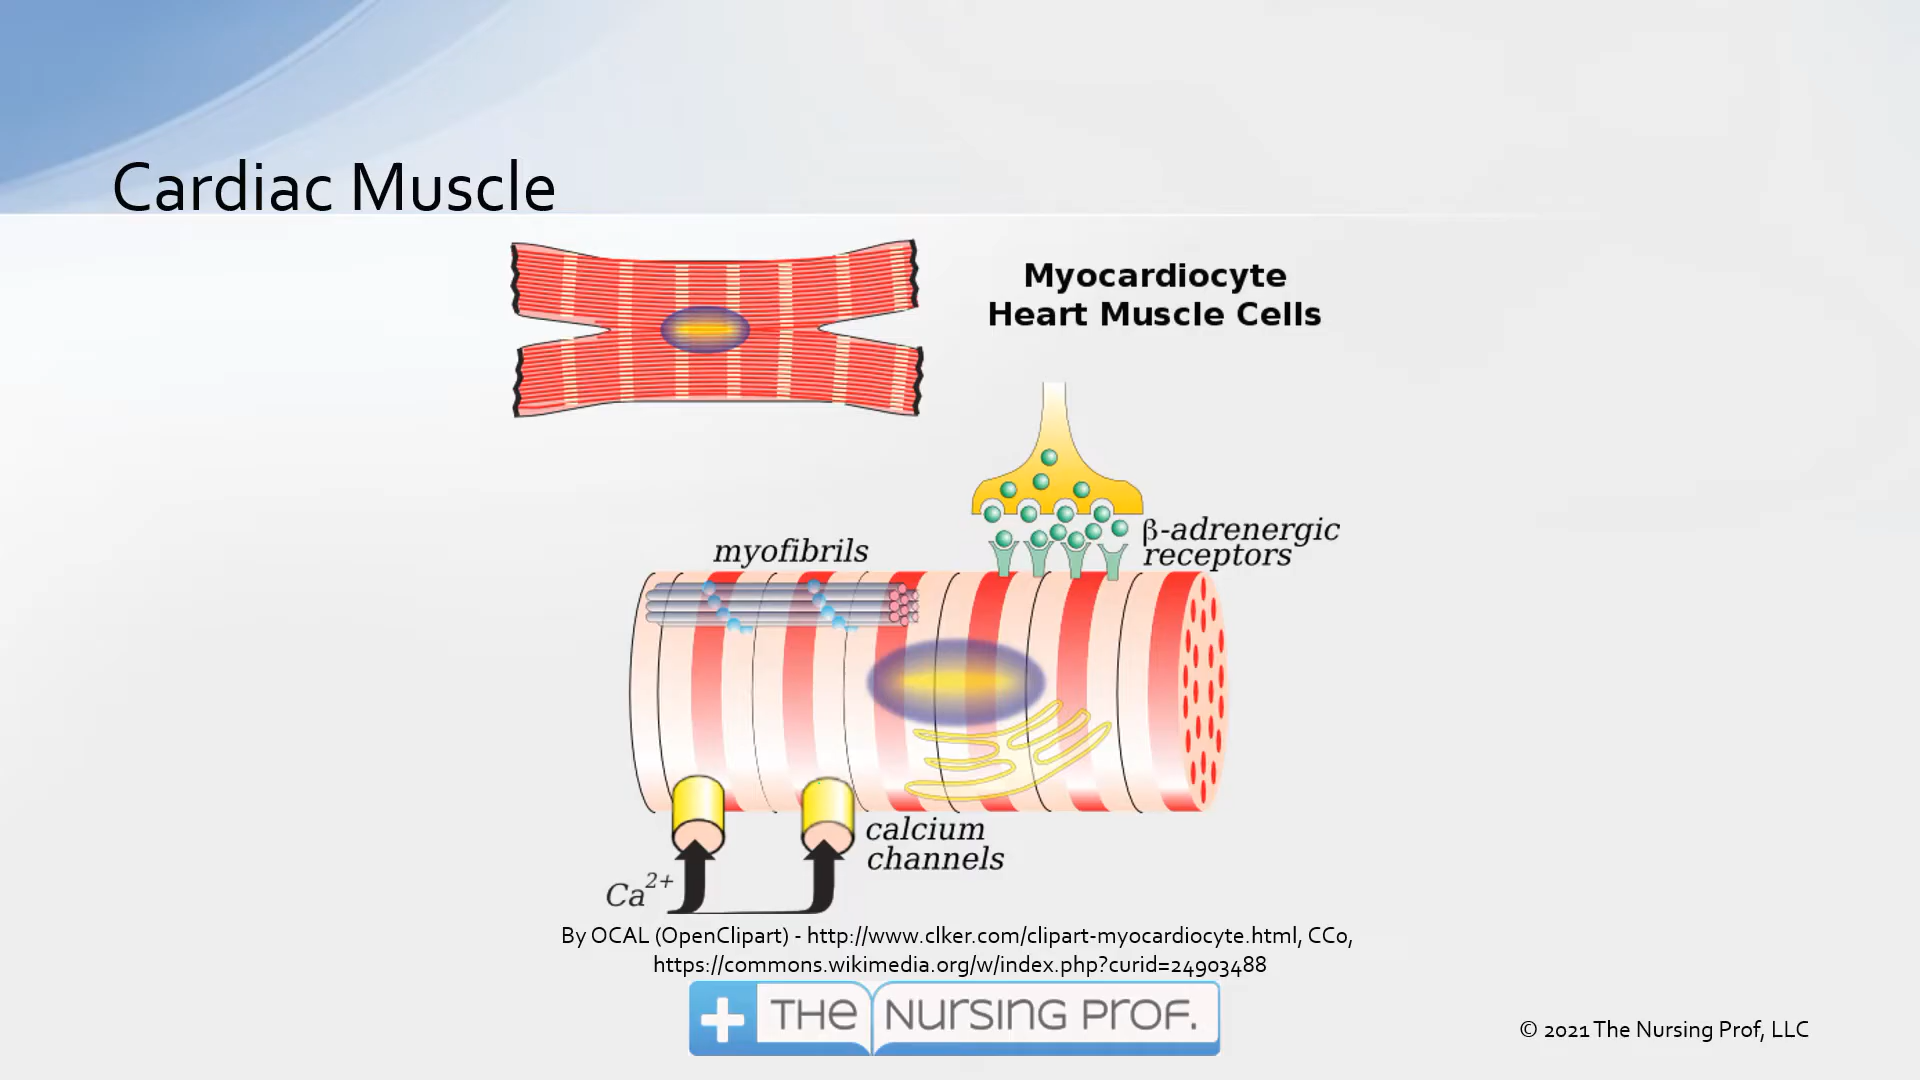 Cardiac Muscle
Myocardiocyte
Heart Muscle Cells
β-adrenergic
receptors
myofibrils
calcium
channels
Ca²⁺
By OCAL (OpenClipart) - http://www.clker.com/clipart-myocardiocyte.html, CC0,
https://commons.wikimedia.org/w/index.php?curid=24903488
THE NURSING PROF.
© 2021 The Nursing Prof, LLC